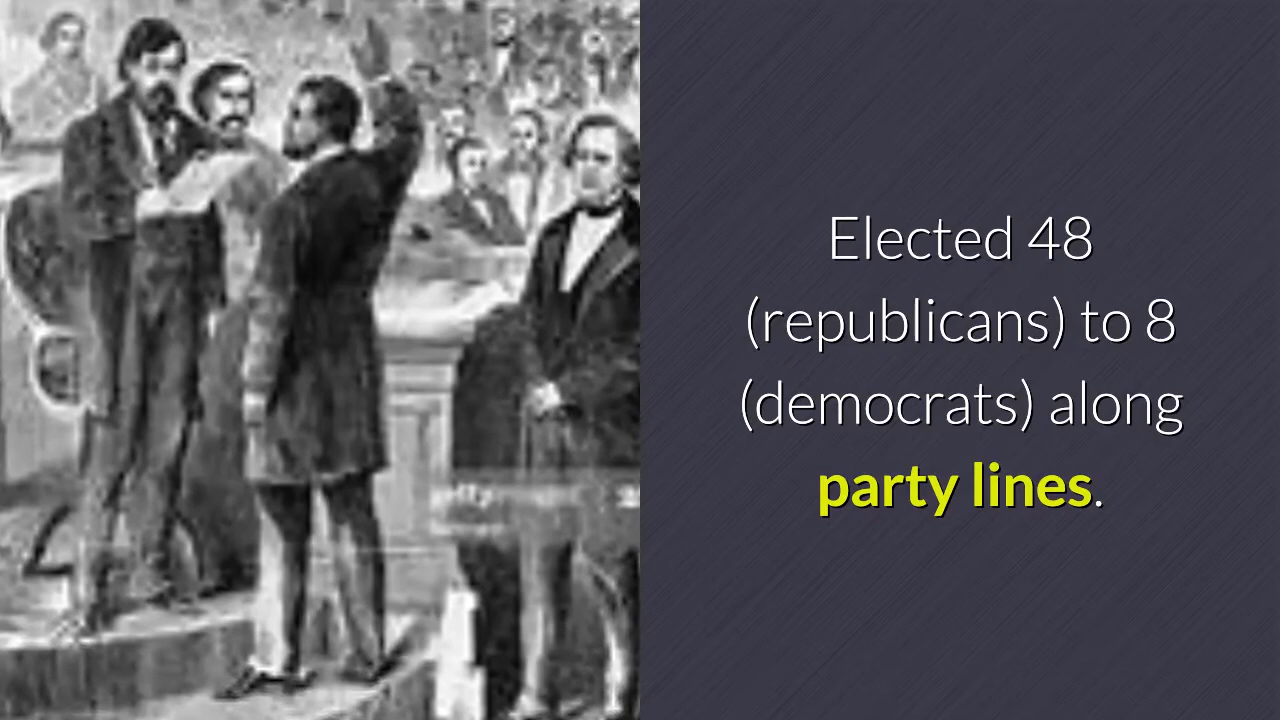 Elected 48
(republicans) to 8
(democrats) along
party lines.